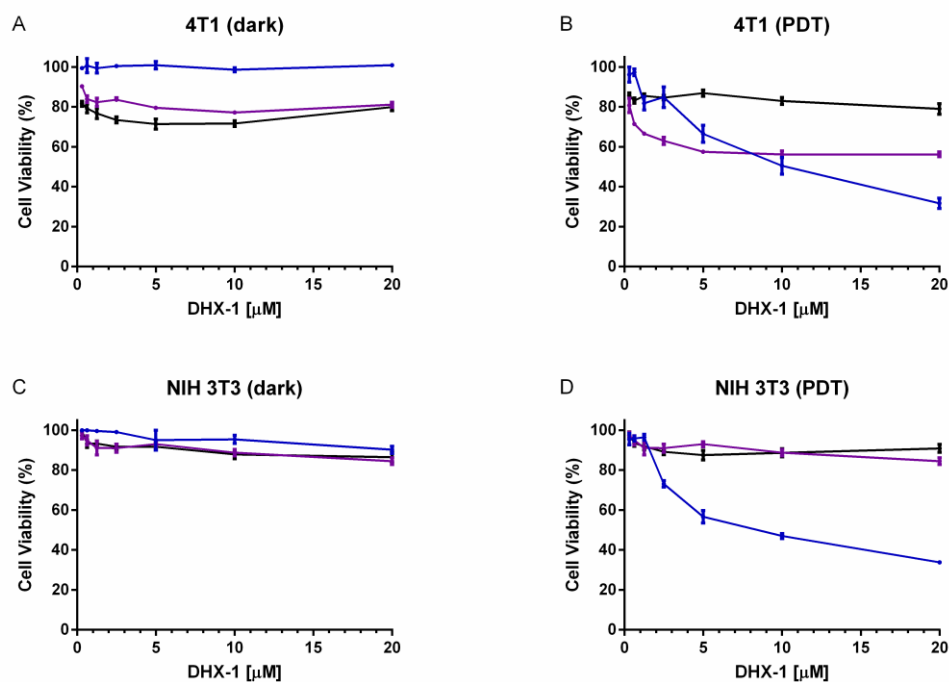 A
4T1 (dark)
Cell Viability (%)
100
80
60
40
20
0
0
5
10
15
20
DHX-1 [μM]
B
4T1 (PDT)
Cell Viability (%)
100
80
60
40
20
0
0
5
10
15
20
DHX-1 [μM]
C
NIH 3T3 (dark)
Cell Viability (%)
100
80
60
40
20
0
0
5
10
15
20
DHX-1 [μM]
D
NIH 3T3 (PDT)
Cell Viability (%)
100
80
60
40
20
0
0
5
10
15
20
DHX-1 [μM]